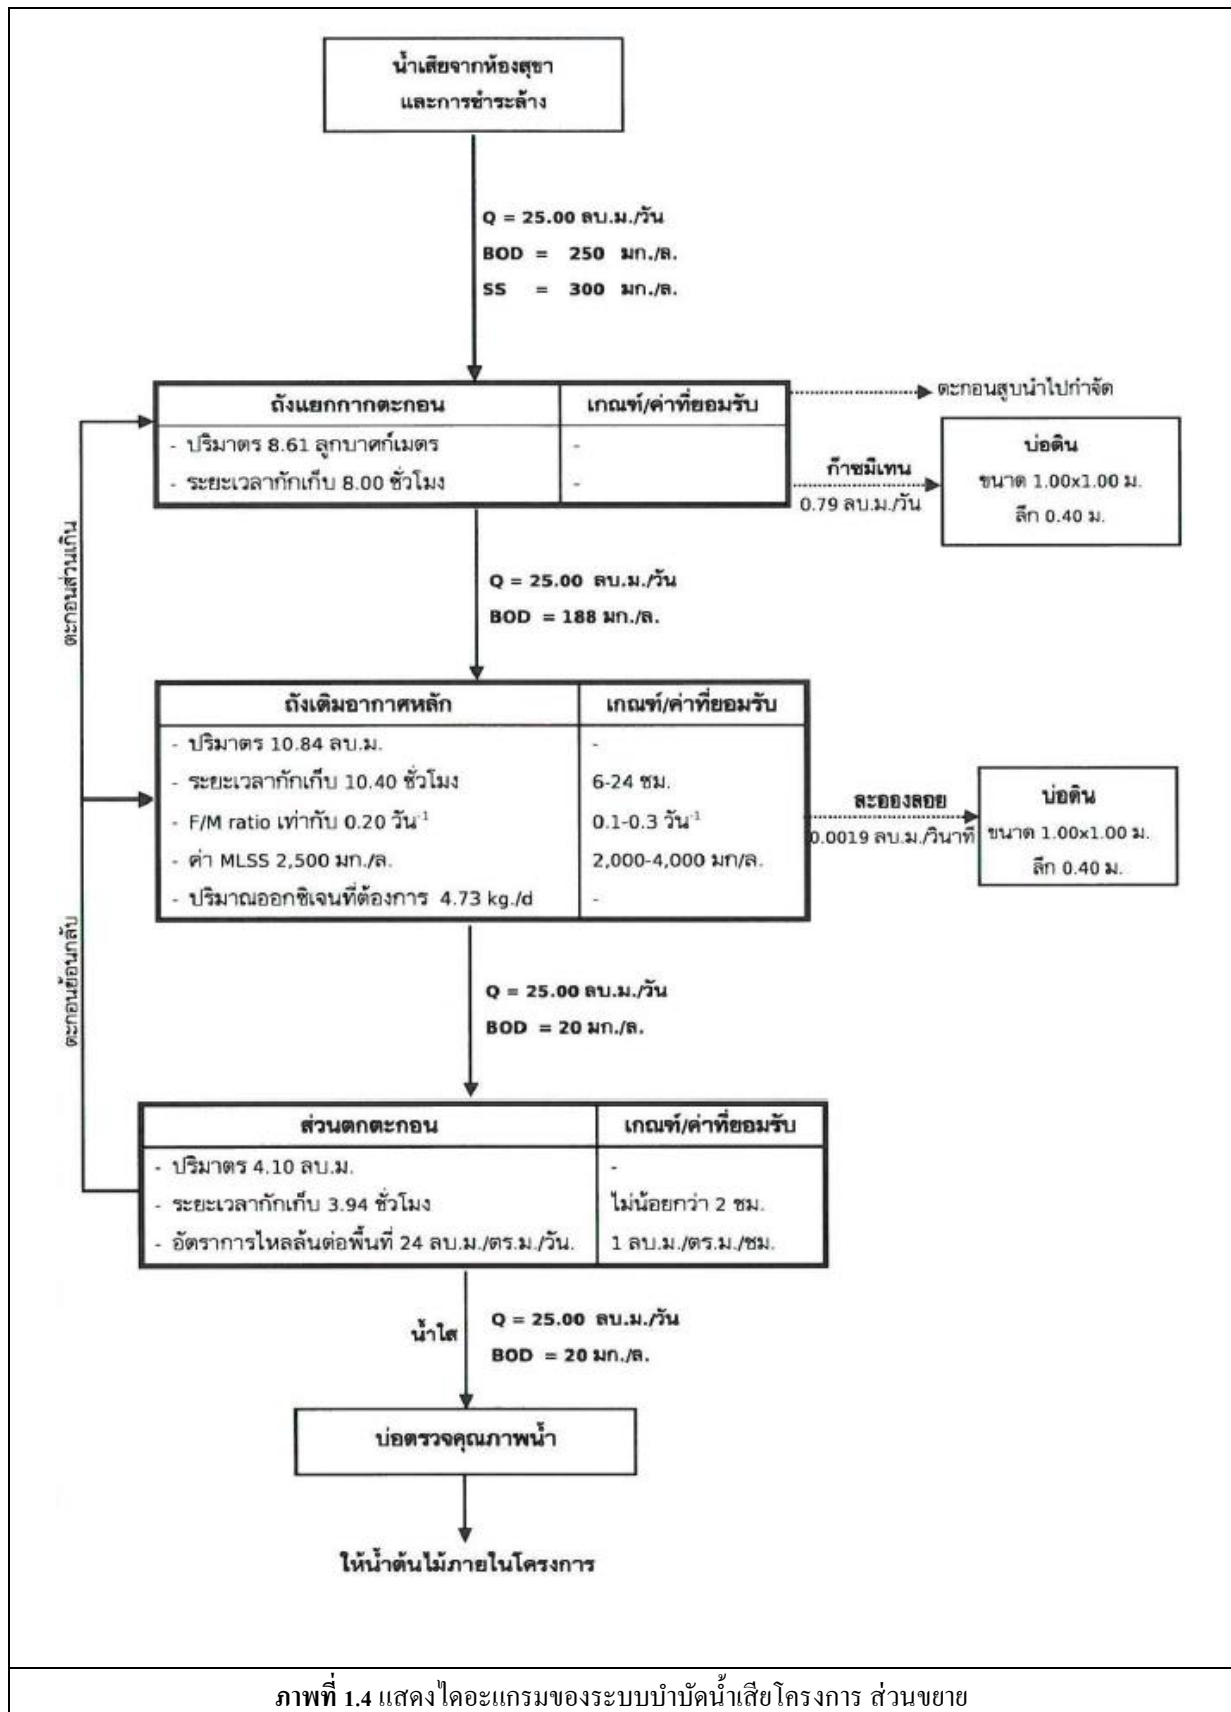 น้ำเสียจากห้องสุขา
และการชำระล้าง
Q = 25.00 ลบ.ม./วัน
BOD = 250 มก./ล.
SS = 300 มก./ล.
ถังแยกกากตะกอน เกณฑ์/ค่าที่ยอมรับ
- ปริมาตร 8.61 ลูกบาศก์เมตร -
- ระยะเวลากักเก็บ 8.00 ชั่วโมง -
ตะกอนสูบนำไปกำจัด
ก๊าซมีเทน
0.79 ลบ.ม./วัน
บ่อดิน
ขนาด 1.00x1.00 ม.
ลึก 0.40 ม.
ตะกอนส่วนเกิน
Q = 25.00 ลบ.ม./วัน
BOD = 188 มก./ล.
ถังเติมอากาศหลัก เกณฑ์/ค่าที่ยอมรับ
- ปริมาตร 10.84 ลบ.ม. -
- ระยะเวลากักเก็บ 10.40 ชั่วโมง 6-24 ชม.
- F/M ratio เท่ากับ 0.20 วัน⁻¹ 0.1-0.3 วัน⁻¹
- ค่า MLSS 2,500 มก./ล. 2,000-4,000 มก/ล.
- ปริมาณออกซิเจนที่ต้องการ 4.73 kg./d -
ละอองลอย
0.0019 ลบ.ม./วินาที
บ่อดิน
ขนาด 1.00x1.00 ม.
ลึก 0.40 ม.
ตะกอนย้อนกลับ
Q = 25.00 ลบ.ม./วัน
BOD = 20 มก./ล.
ส่วนตกตะกอน เกณฑ์/ค่าที่ยอมรับ
- ปริมาตร 4.10 ลบ.ม. -
- ระยะเวลากักเก็บ 3.94 ชั่วโมง ไม่น้อยกว่า 2 ชม.
- อัตราการไหลล้นต่อพื้นที่ 24 ลบ.ม./ตร.ม./วัน. 1 ลบ.ม./ตร.ม./ชม.
น้ำใส
Q = 25.00 ลบ.ม./วัน
BOD = 20 มก./ล.
บ่อตรวจคุณภาพน้ำ
ให้น้ำต้นไม้ภายในโครงการ
ภาพที่ 1.4 แสดงไดอะแกรมของระบบบำบัดน้ำเสียโครงการ ส่วนขยาย